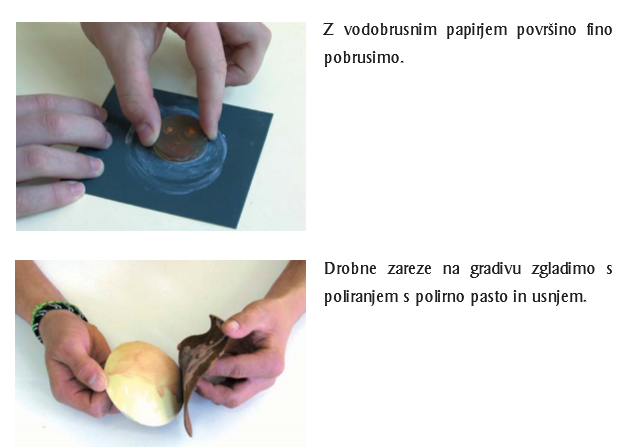 Z vodobrusnim papirjem površino fino
pobrusimo.
Drobne zareze na gradivu zgladimo s
poliranjem s polirno pasto in usnjem.